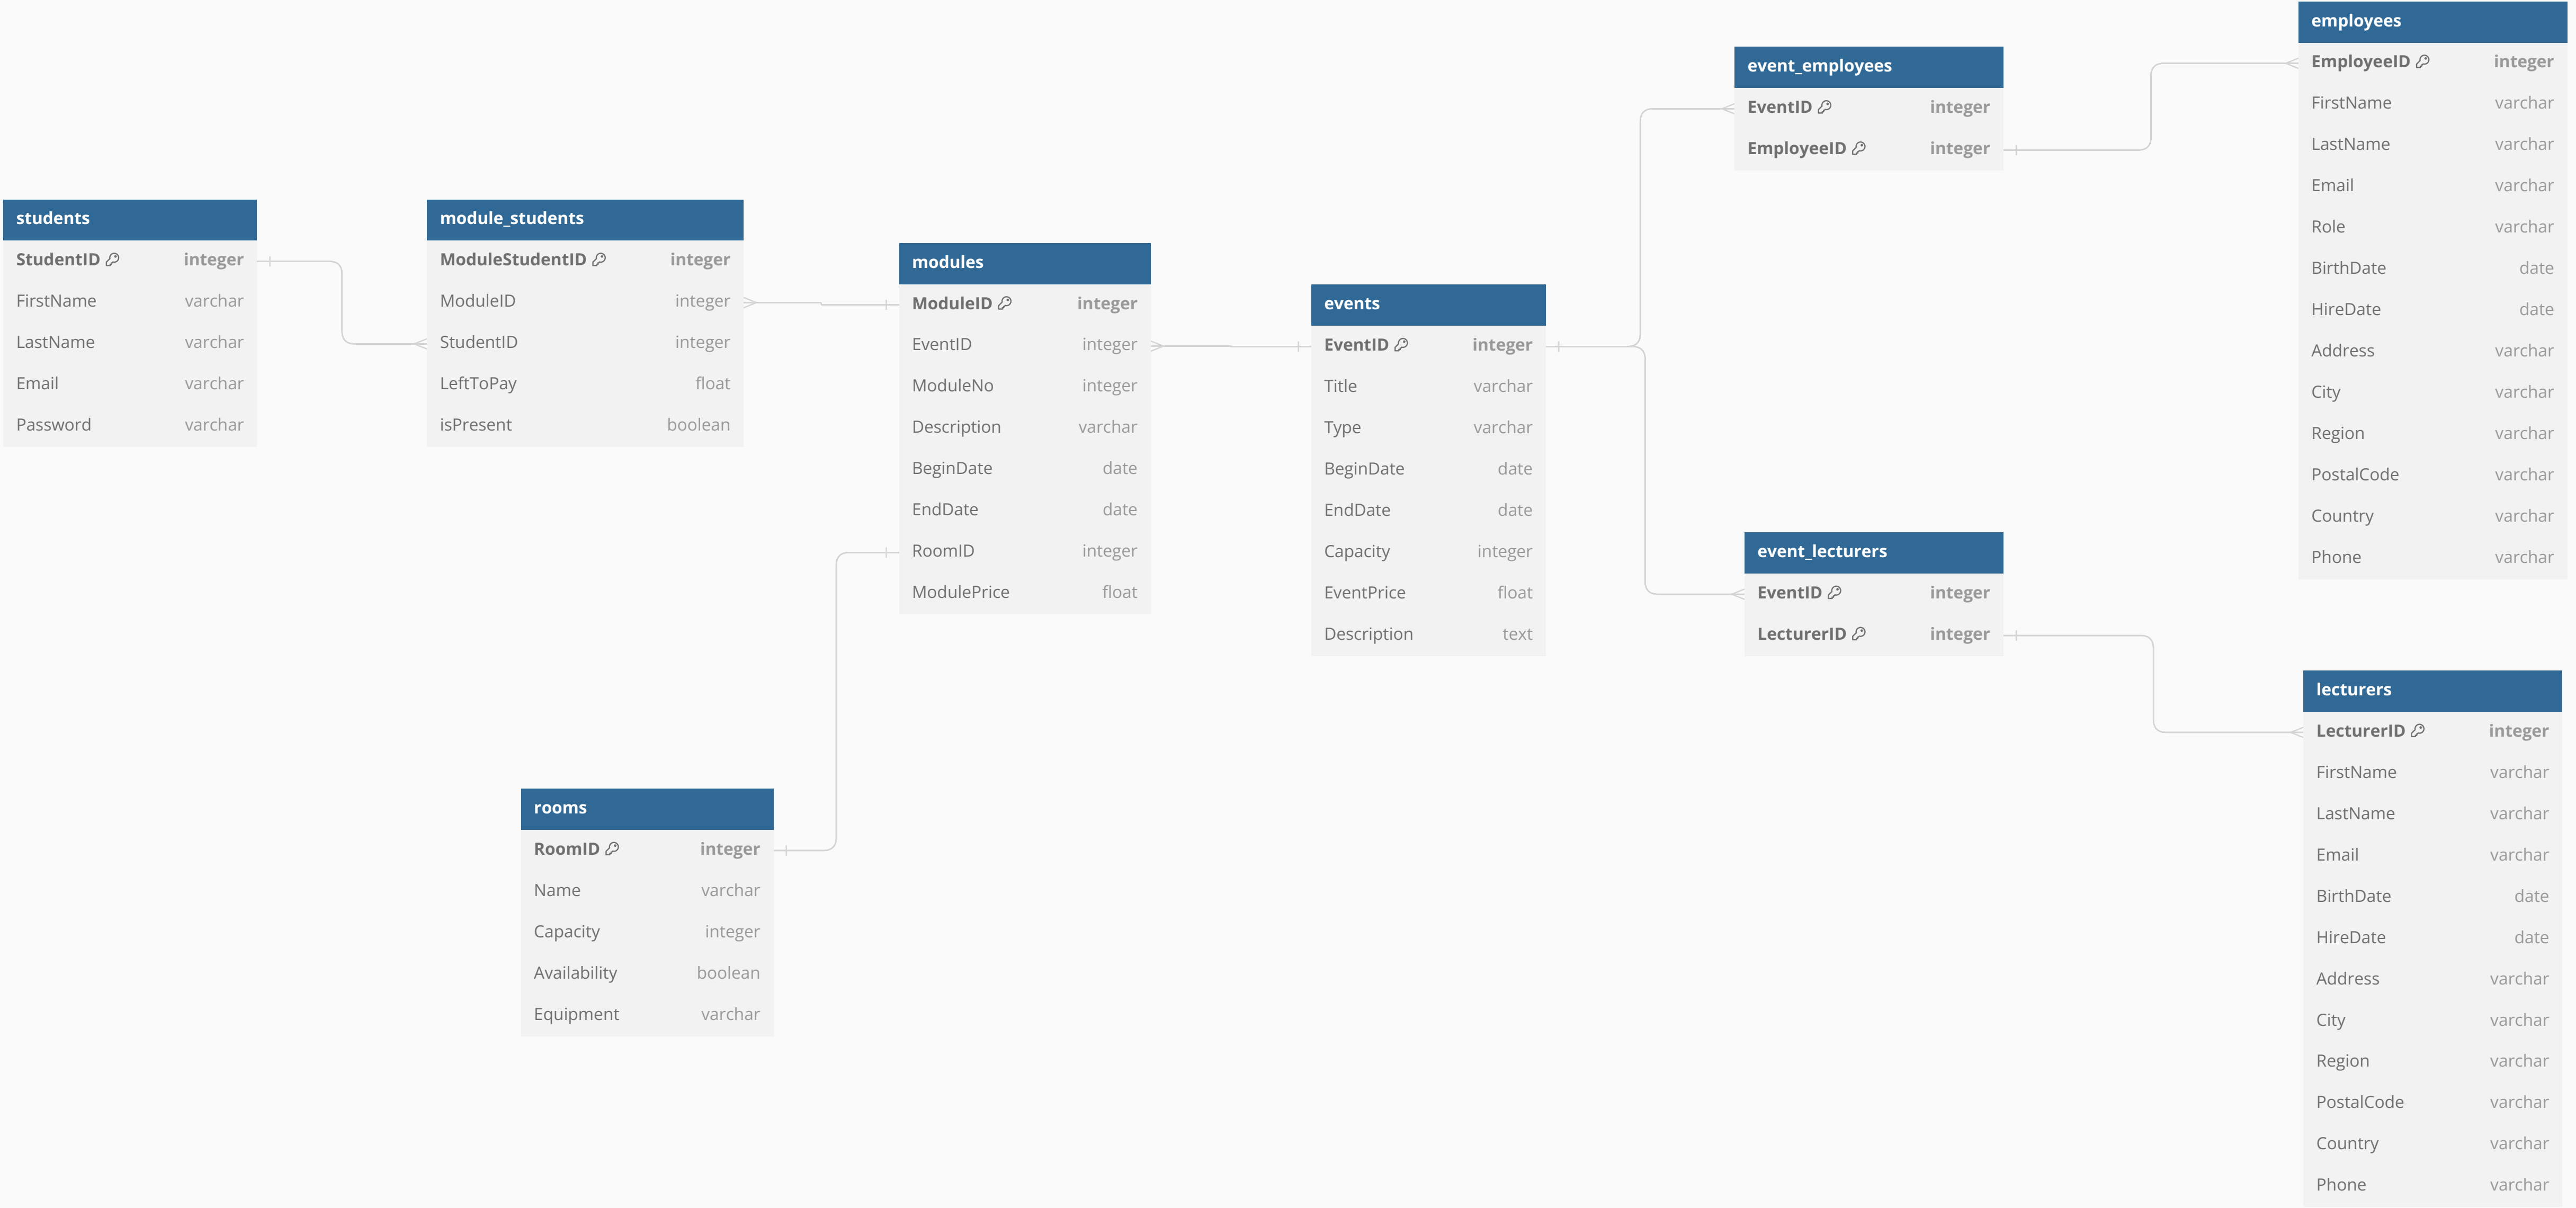 students
StudentID integer
FirstName varchar
LastName varchar
Email varchar
Password varchar
module_students
ModuleStudentID integer
ModuleID integer
StudentID integer
LeftToPay float
isPresent boolean
modules
ModuleID integer
EventID integer
ModuleNo integer
Description varchar
BeginDate date
EndDate date
RoomID integer
ModulePrice float
rooms
RoomID integer
Name varchar
Capacity integer
Availability boolean
Equipment varchar
events
EventID integer
Title varchar
Type varchar
BeginDate date
EndDate date
Capacity integer
EventPrice float
Description text
event_employees
EventID integer
EmployeeID integer
event_lecturers
EventID integer
LecturerID integer
employees
EmployeeID integer
FirstName varchar
LastName varchar
Email varchar
Role varchar
BirthDate date
HireDate date
Address varchar
City varchar
Region varchar
PostalCode varchar
Country varchar
Phone varchar
lecturers
LecturerID integer
FirstName varchar
LastName varchar
Email varchar
BirthDate date
HireDate date
Address varchar
City varchar
Region varchar
PostalCode varchar
Country varchar
Phone varchar